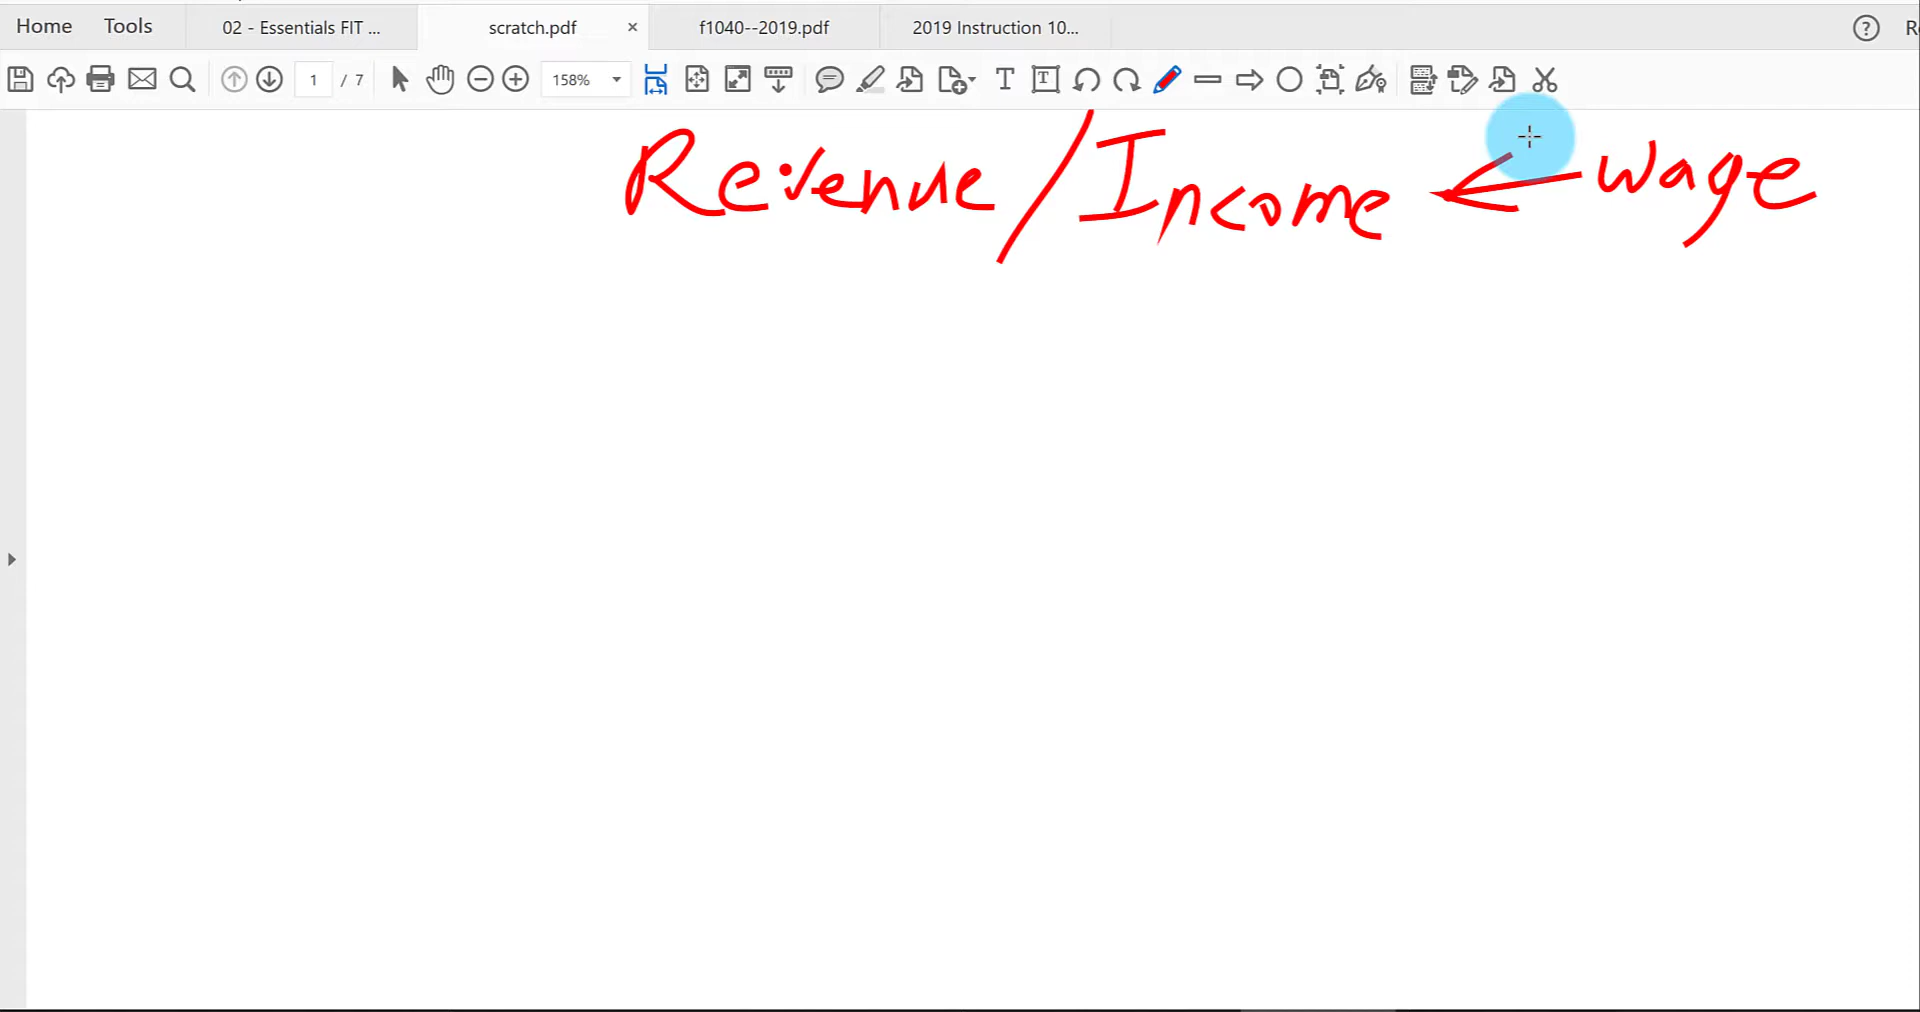 Home Tools 02 - Essentials FIT ... scratch.pdf × f1040--2019.pdf 2019 Instruction 10... ?
1 / 7 158% T T
Revenue/Income ← wage